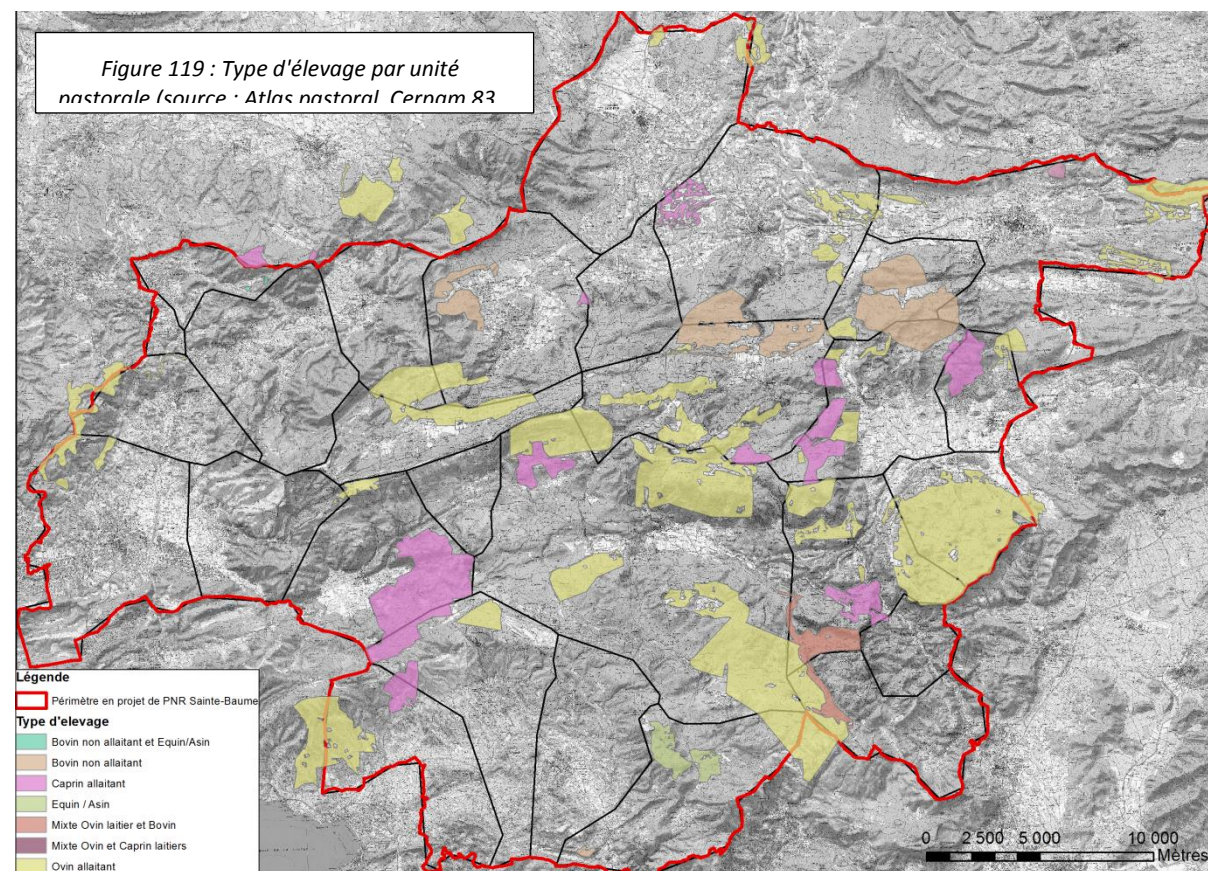 Figure 119 : Type d'élevage par unité
pastorale (source : Atlas pastoral, Cerpam 83
Légende
Périmètre en projet de PNR Sainte-Baume
Type d'elevage
Bovin non allaitant et Equin/Asin
Bovin non allaitant
Caprin allaitant
Equin / Asin
Mixte Ovin laitier et Bovin
Mixte Ovin et Caprin laitiers
Ovin allaitant
0 2 500 5 000 10 000
Mètres